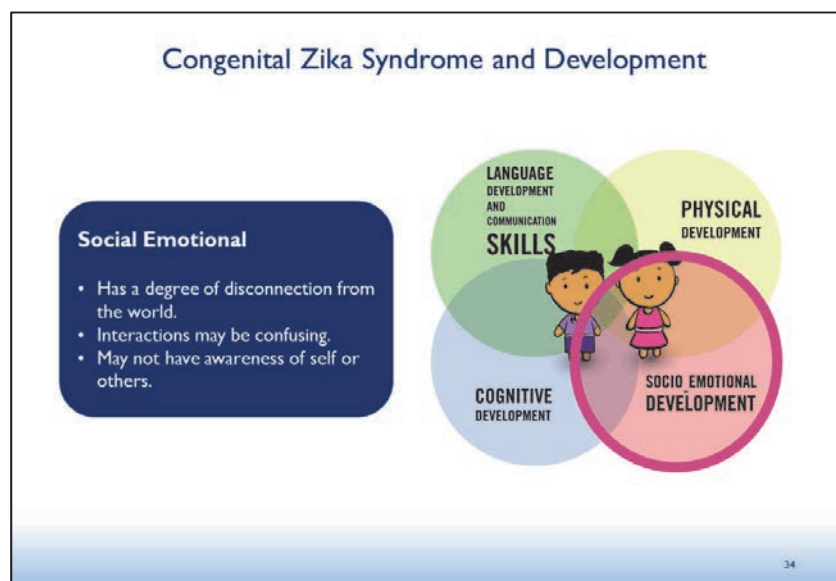 Congenital Zika Syndrome and Development
Social Emotional
• Has a degree of disconnection from
the world.
• Interactions may be confusing.
• May not have awareness of self or
others.
LANGUAGE
DEVELOPMENT
AND
COMMUNICATION
SKILLS
PHYSICAL
DEVELOPMENT
COGNITIVE
DEVELOPMENT
SOCIO_EMOTIONAL
DEVELOPMENT
34